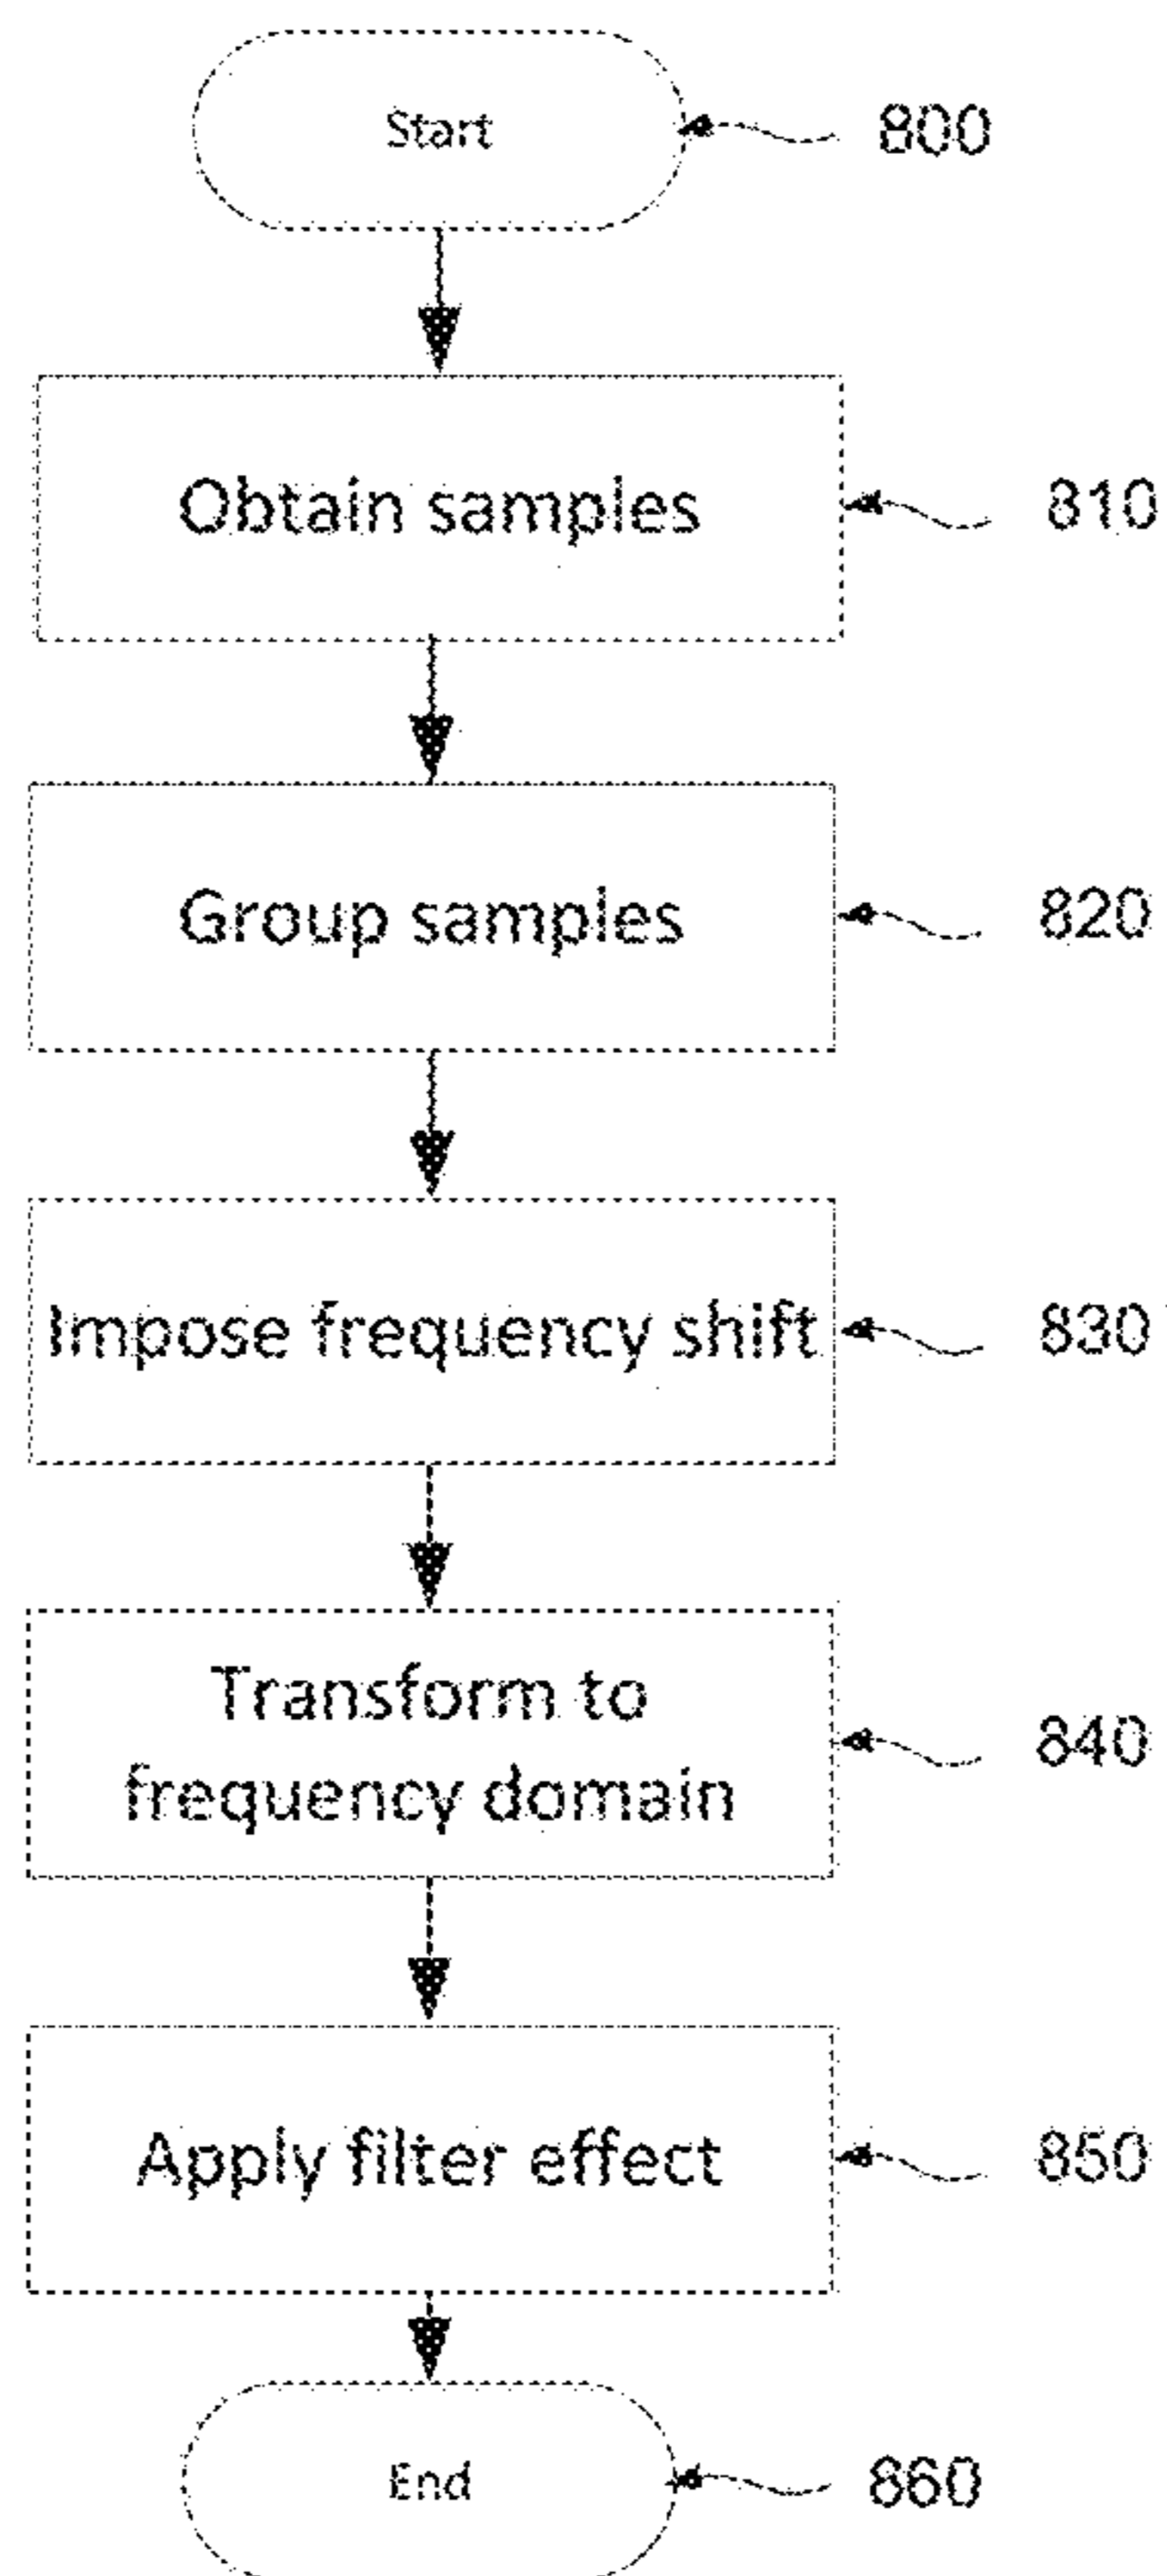 Start
800
Obtain samples
810
Group samples
820
Impose frequency shift
830
Transform to
frequency domain
840
Apply filter effect
850
End
860